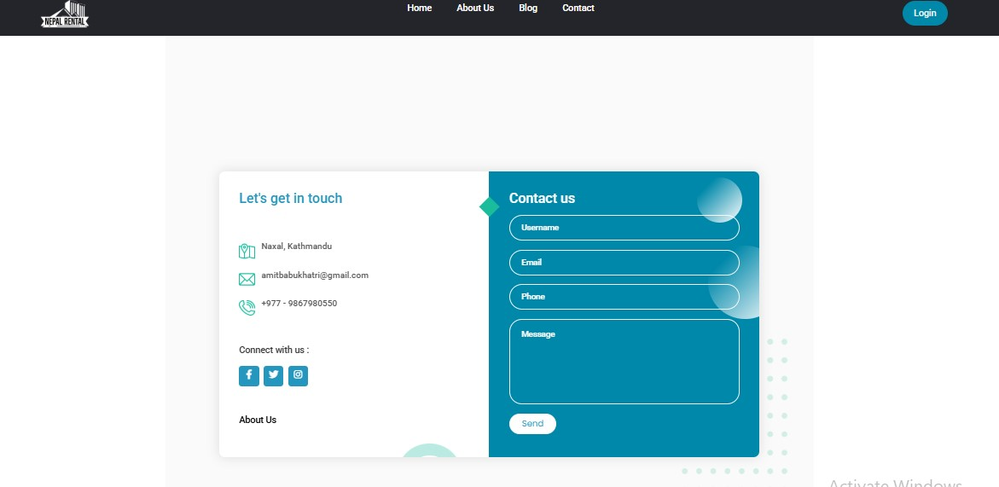 NEPAL RENTAL
Home About Us Blog Contact
Login
Let's get in touch
Naxal, Kathmandu
amitbabukhatri@gmail.com
+977 - 9867980550
Connect with us :
About Us
Contact us
Username
Email
Phone
Message
Send
Activate Windows